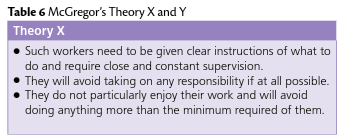 Table 6 McGregor's Theory X and Y
Theory X
● Such workers need to be given clear instructions of what to
do and require close and constant supervision.
● They will avoid taking on any responsibility if at all possible.
● They do not particularly enjoy their work and will avoid
doing anything more than the minimum required of them.